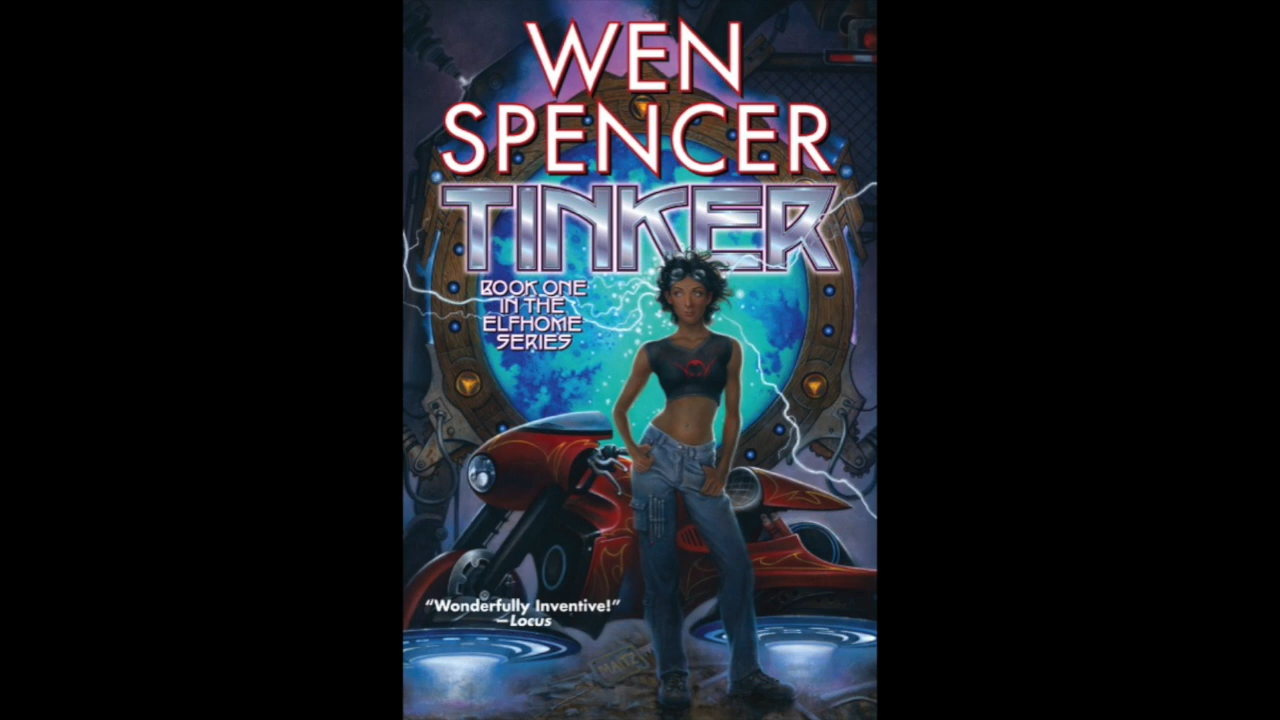 WEN
SPENCER
TINKER
BOOK ONE
IN THE
ELFHOME
SERIES
“Wonderfully Inventive!”
—Locus